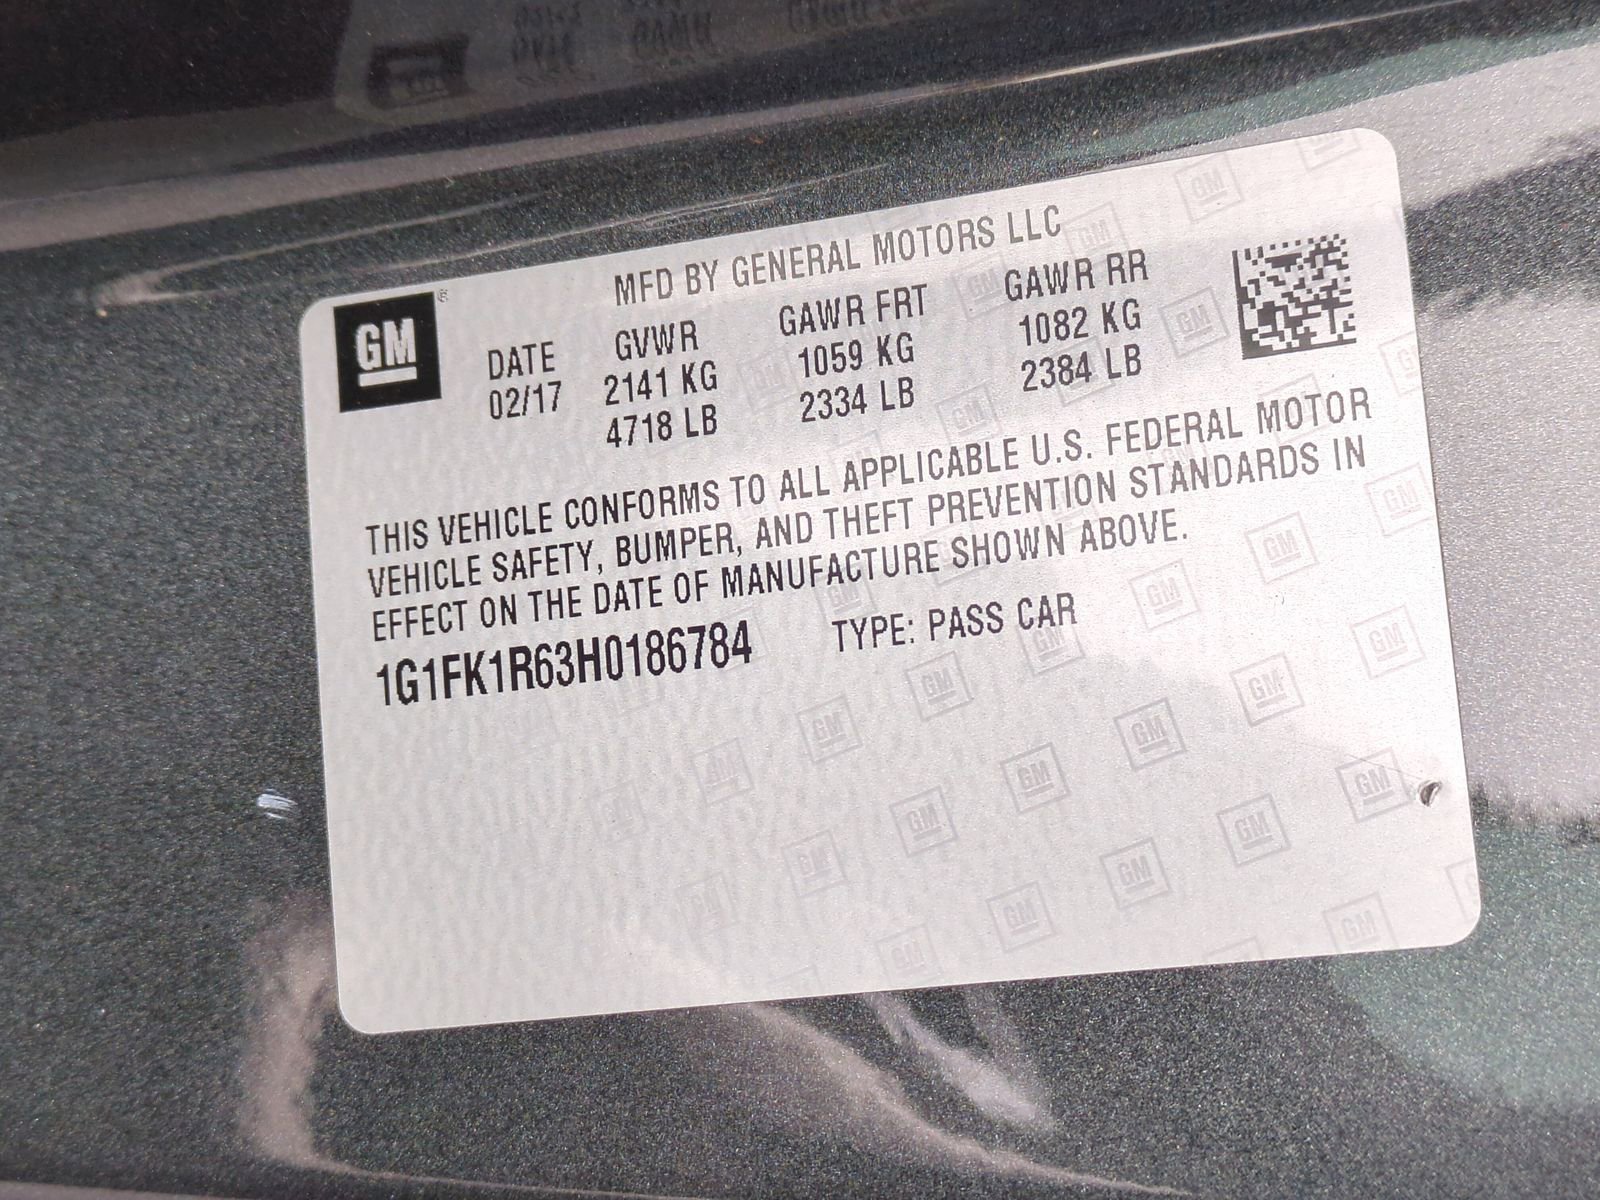 MFD BY GENERAL MOTORS LLC
GM ®
DATE GVWR GAWR FRT GAWR RR
02/17 2141 KG 1059 KG 1082 KG
4718 LB 2334 LB 2384 LB
THIS VEHICLE CONFORMS TO ALL APPLICABLE U.S. FEDERAL MOTOR
VEHICLE SAFETY, BUMPER, AND THEFT PREVENTION STANDARDS IN
EFFECT ON THE DATE OF MANUFACTURE SHOWN ABOVE.
1G1FK1R63H0186784 TYPE: PASS CAR